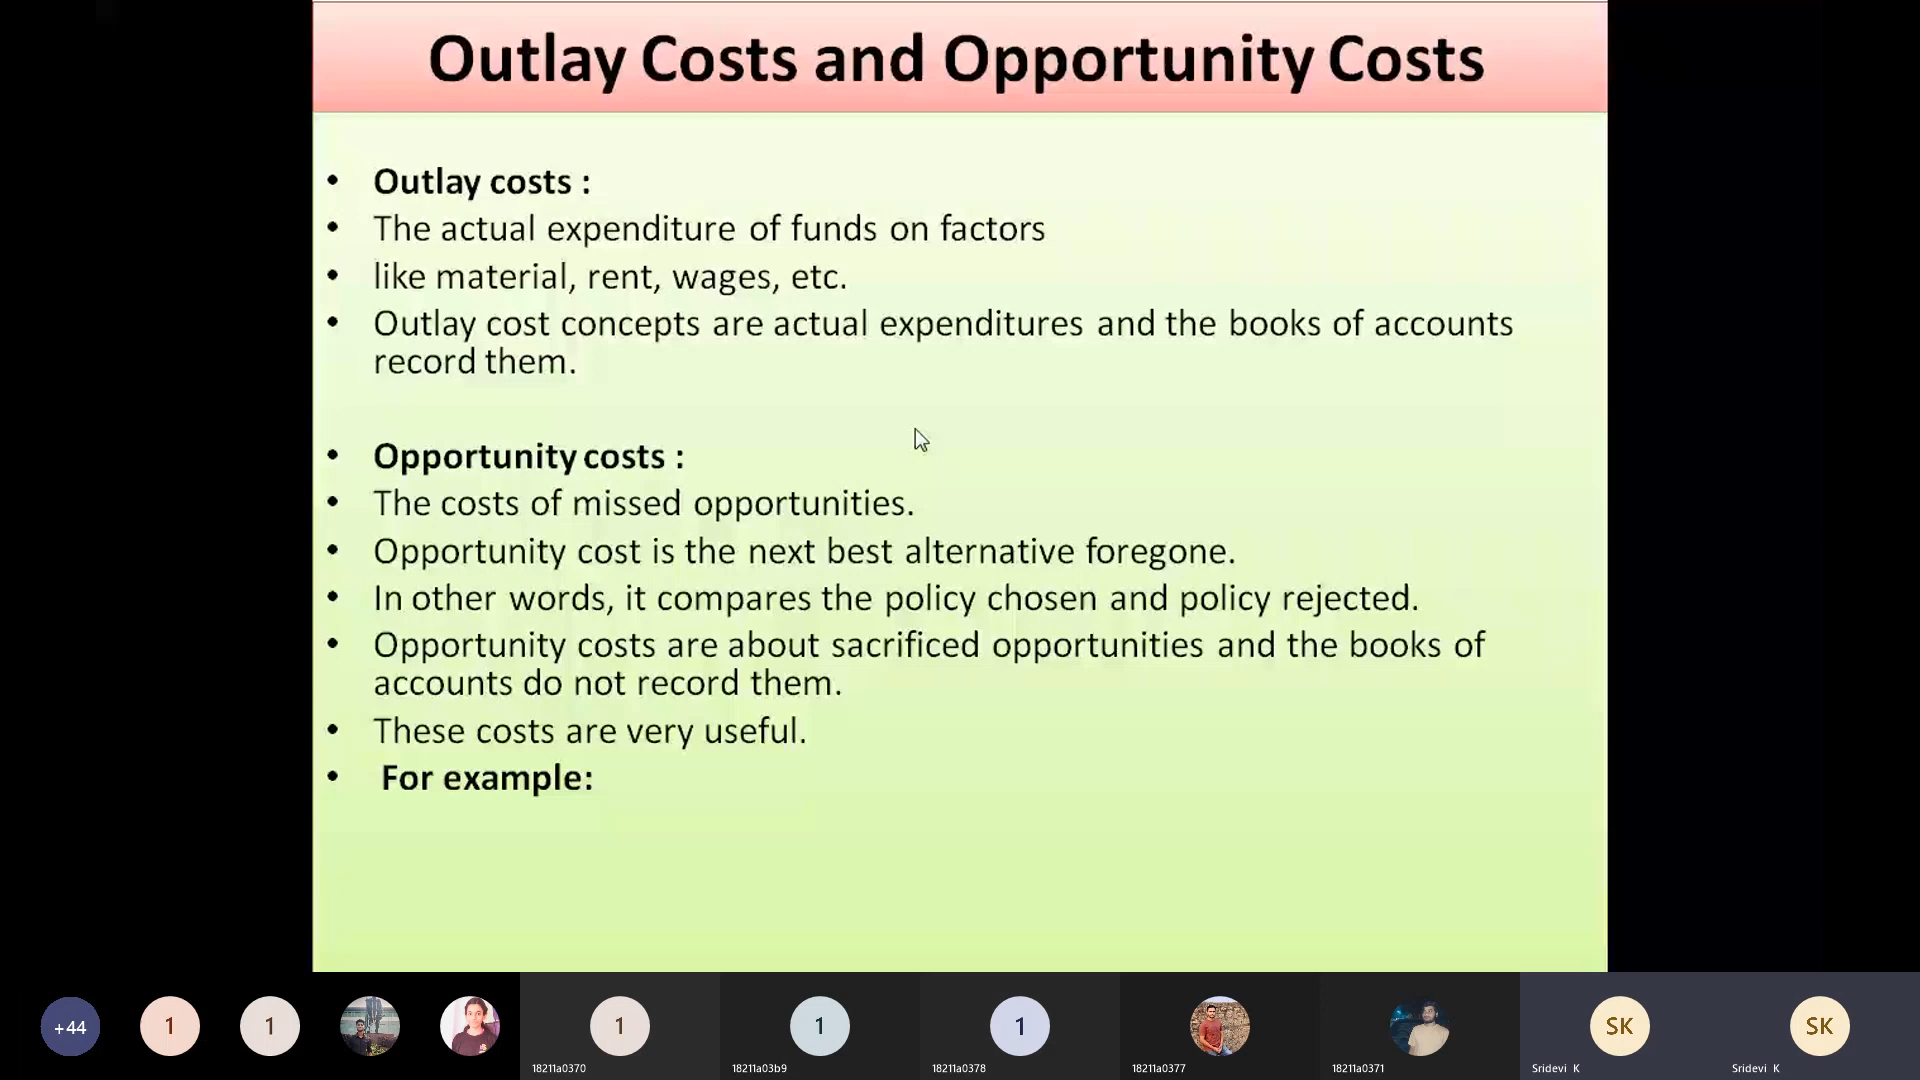 Outlay Costs and Opportunity Costs
• Outlay costs :
• The actual expenditure of funds on factors
• like material, rent, wages, etc.
• Outlay cost concepts are actual expenditures and the books of accounts
record them.
• Opportunity costs :
• The costs of missed opportunities.
• Opportunity cost is the next best alternative foregone.
• In other words, it compares the policy chosen and policy rejected.
• Opportunity costs are about sacrificed opportunities and the books of
accounts do not record them.
• These costs are very useful.
• For example:
+44 1 1 1 1 1 SK SK
18211a0370 18211a03b9 18211a0378 18211a0377 18211a0371 Sridevi K Sridevi K